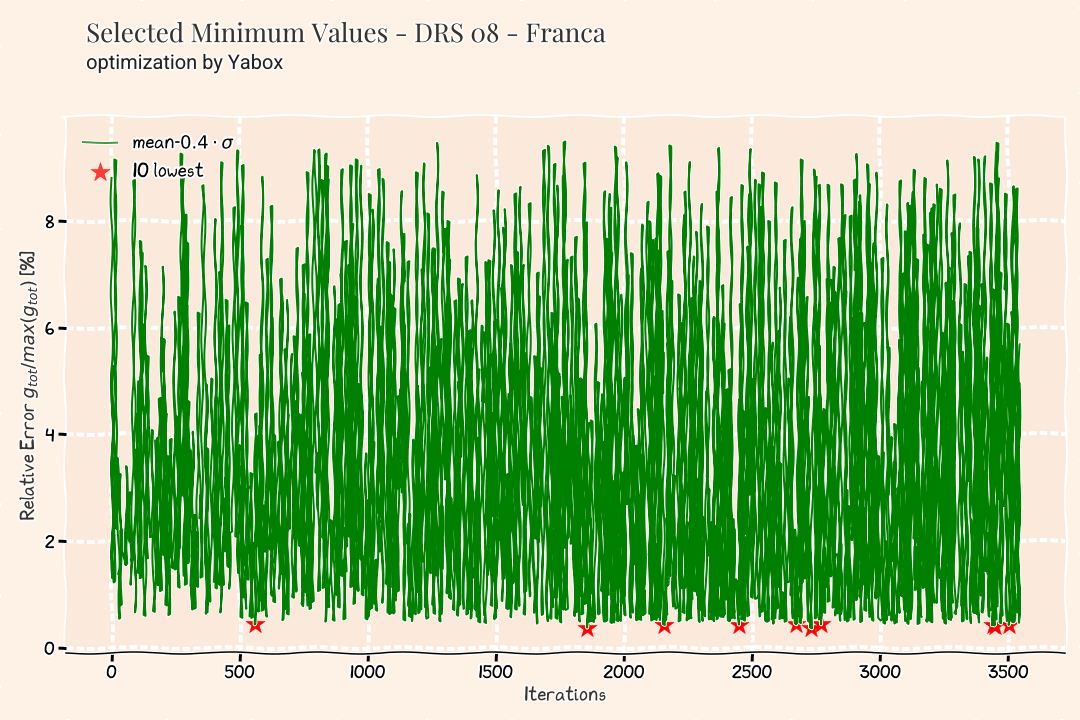 Selected Minimum Values - DRS 08 - Franca
optimization by Yabox
mean-0.4 · σ
10 lowest
Relative Error g_tot/max(g_tot) [%]
8
6
4
2
0
0 500 1000 1500 2000 2500 3000 3500
Iterations